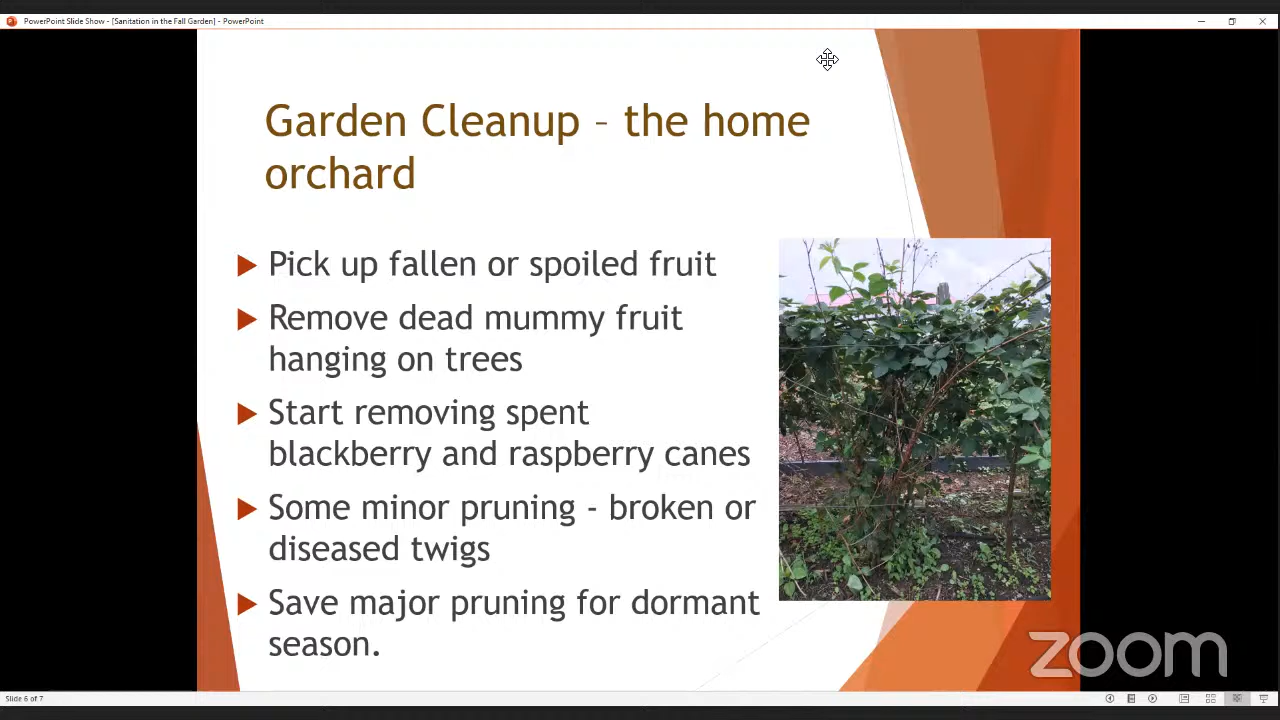 PowerPoint Slide Show - [Sanitation in the Fall Garden] - PowerPoint
Garden Cleanup – the home
orchard
Pick up fallen or spoiled fruit
Remove dead mummy fruit
hanging on trees
Start removing spent
blackberry and raspberry canes
Some minor pruning - broken or
diseased twigs
Save major pruning for dormant
season.
zoom
Slide 6 of 7